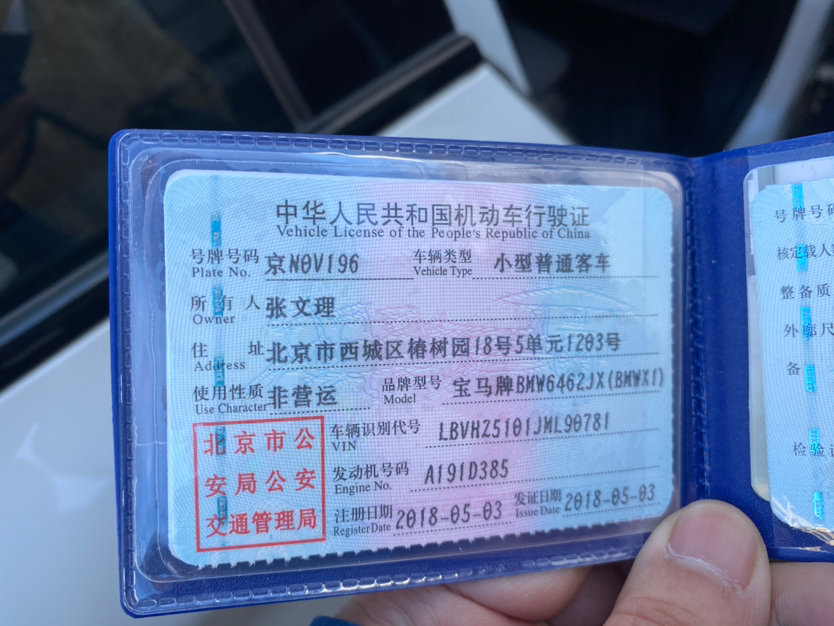 中华人民共和国机动车行驶证
Vehicle License of the People's Republic of China
号牌号码 京N0V196 车辆类型 小型普通客车
Plate No. Vehicle Type
所有人 张文理
Owner
住址 北京市西城区椿树园18号5单元1203号
Address
使用性质 非营运 品牌型号 宝马牌BMW6462JX(BMWX1)
Use Character Model
北京市公安局公安交通管理局
车辆识别代号 LBVHZ5101JML90781
VIN
发动机号码 A191D385
Engine No.
注册日期 2018-05-03 发证日期 2018-05-03
Register Date Issue Date
号牌号码
核定载人
整备质
外廓尺
备
检验